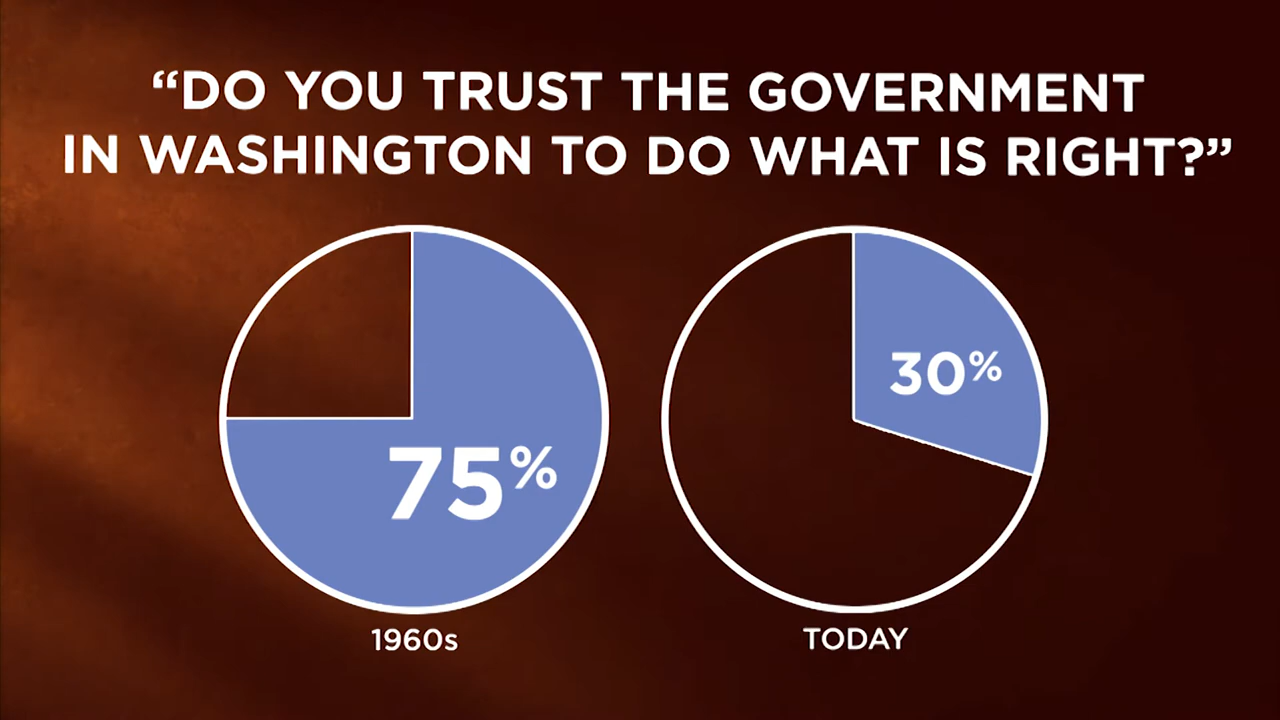 “DO YOU TRUST THE GOVERNMENT
IN WASHINGTON TO DO WHAT IS RIGHT?”
75%
30%
1960s
TODAY